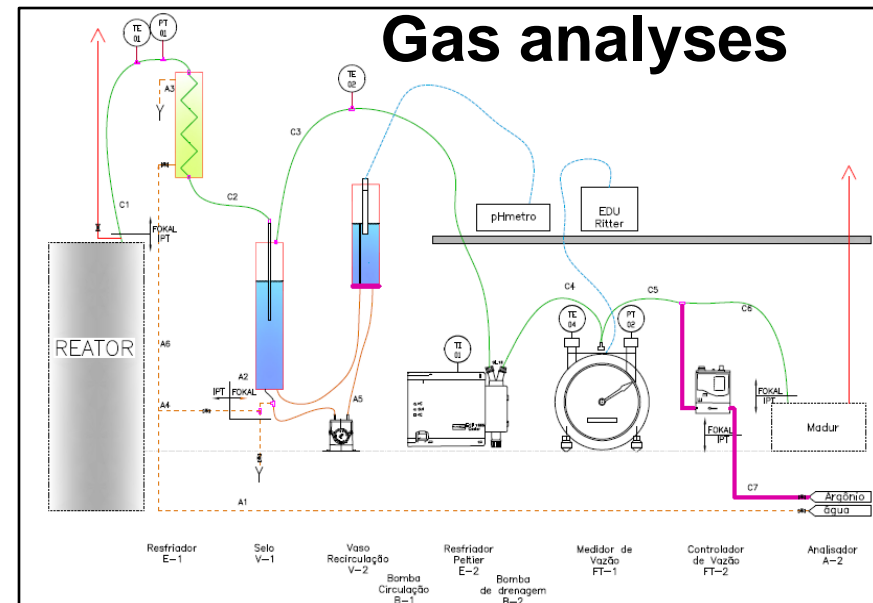 Gas analyses
TE
01
PT
01
TE
02
A3
C3
C2
C1
FOKAL
IPT
pHmetro
EDU
Ritter
REATOR
A6
C4
C5
C6
TE
04
PT
02
TI
01
A2
IPT
FOKAL
A4
A5
FOKAL
IPT
Madur
FOKAL
IPT
C7
Argônio
água
A1
Resfriador
E-1
Selo
V-1
Vaso
Recirculação
V-2
Resfriador
Peltier
E-2
Medidor de
Vazão
FT-1
Controlador
de Vazão
FT-2
Analisador
A-2
Bomba
Circulação
B-1
Bomba
de drenagem
B-2